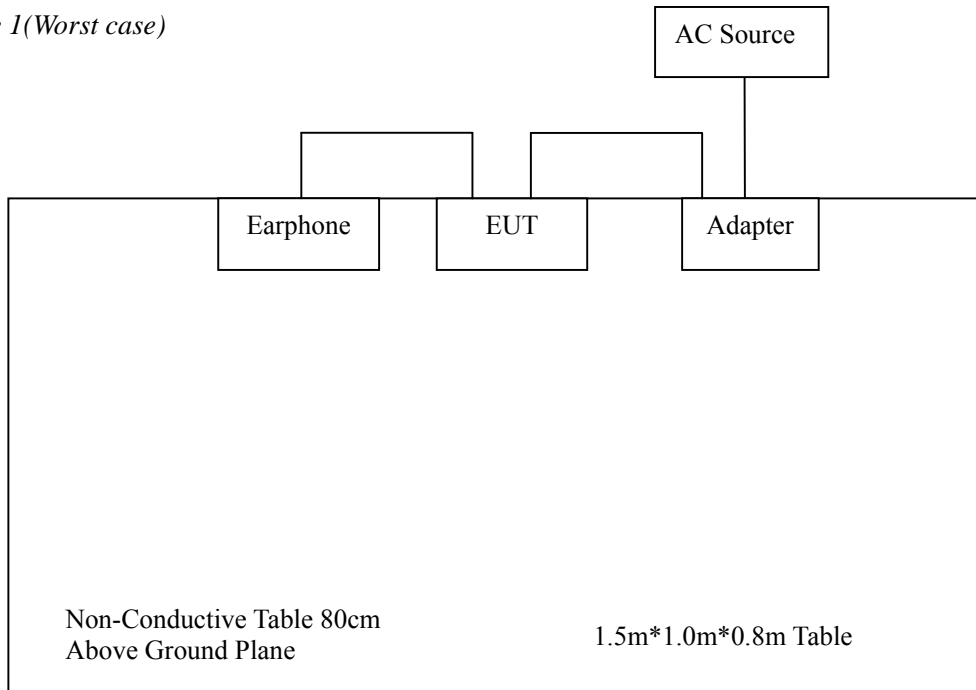 1(Worst case)
AC Source
Earphone
EUT
Adapter
Non-Conductive Table 80cm
Above Ground Plane
1.5m*1.0m*0.8m Table